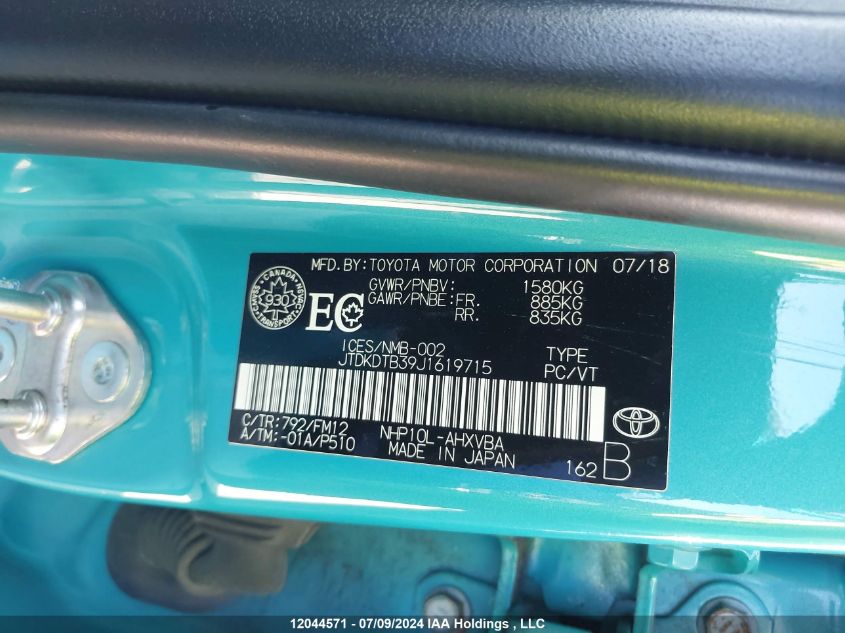 MFD.BY:TOYOTA MOTOR CORPORATION 07/18
GVWR/PNBV: 1580KG
GAWR/PNBE:FR. 885KG
RR. 835KG
CANADA
930
TRANSPORT
EC
ICES/NMB-002
JTDKDTB39J1619715
TYPE
PC/VT
C/TR:792/FM12
A/TM:-01A/P510
NHP10L-AHXVBA
MADE IN JAPAN
162 B
12044571 - 07/09/2024 IAA Holdings , LLC